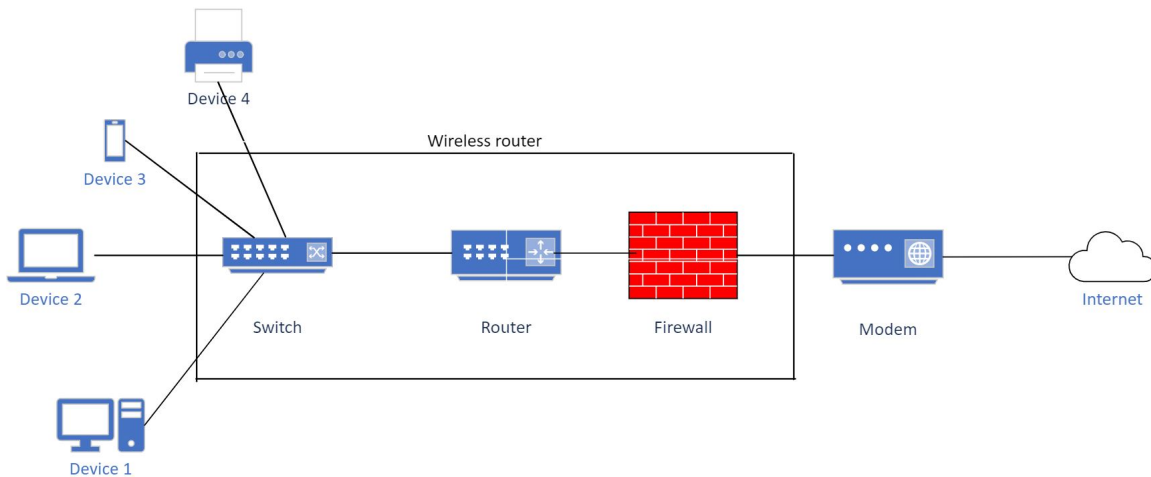 Device 4
Wireless router
Device 3
Device 2
Switch
Router
Firewall
Modem
Internet
Device 1